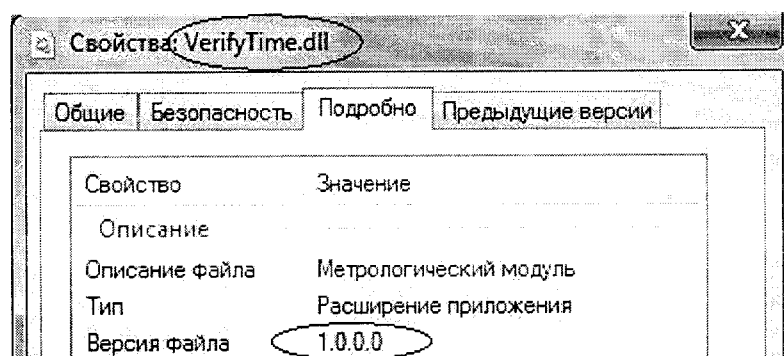 Свойства: VerifyTime.dll
Общие Безопасность Подробно Предыдущие версии
Свойство Значение
Описание
Описание файла Метрологический модуль
Тип Расширение приложения
Версия файла 1.0.0.0